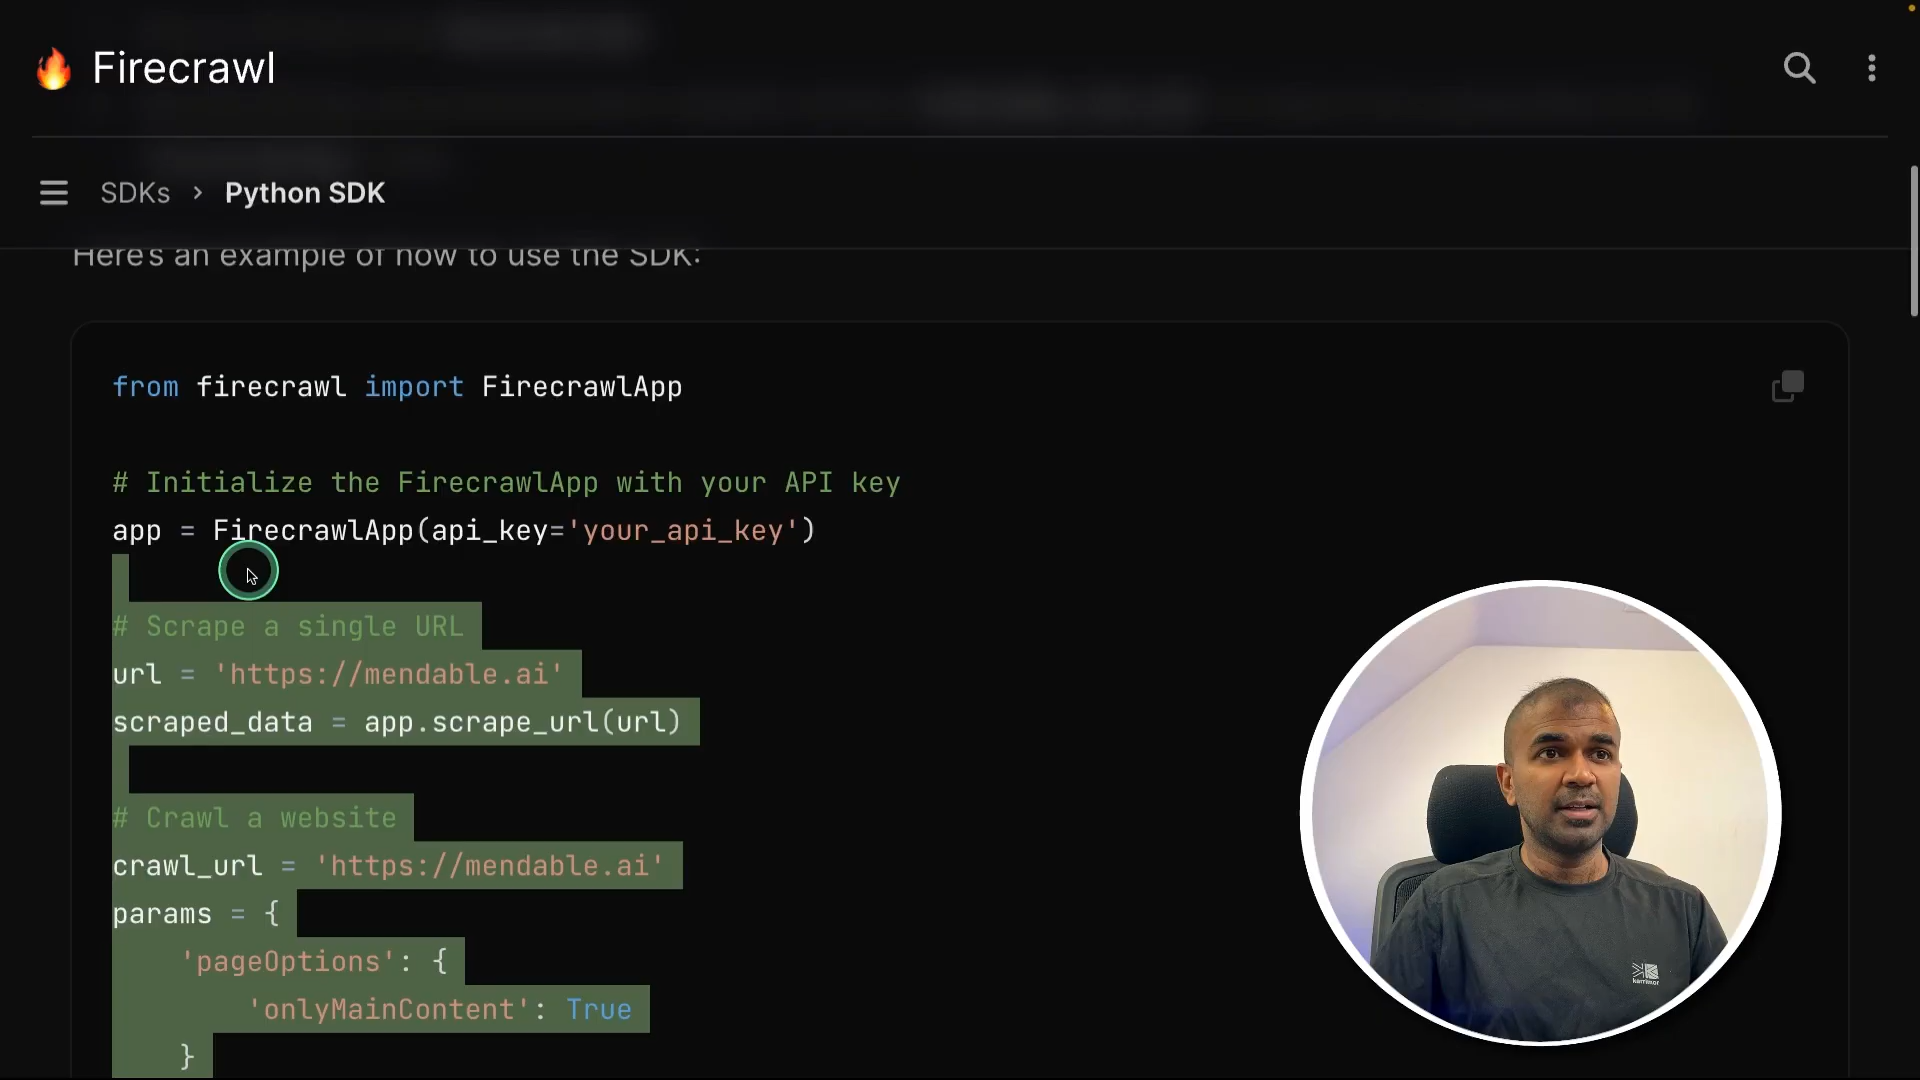 Firecrawl
SDKs > Python SDK
Here's an example of how to use the SDK:
from firecrawl import FirecrawlApp
# Initialize the FirecrawlApp with your API key
app = FirecrawlApp(api_key='your_api_key')
# Scrape a single URL
url = 'https://mendable.ai'
scraped_data = app.scrape_url(url)
# Crawl a website
crawl_url = 'https://mendable.ai'
params = {
    'pageOptions': {
        'onlyMainContent': True
    }
karrimor